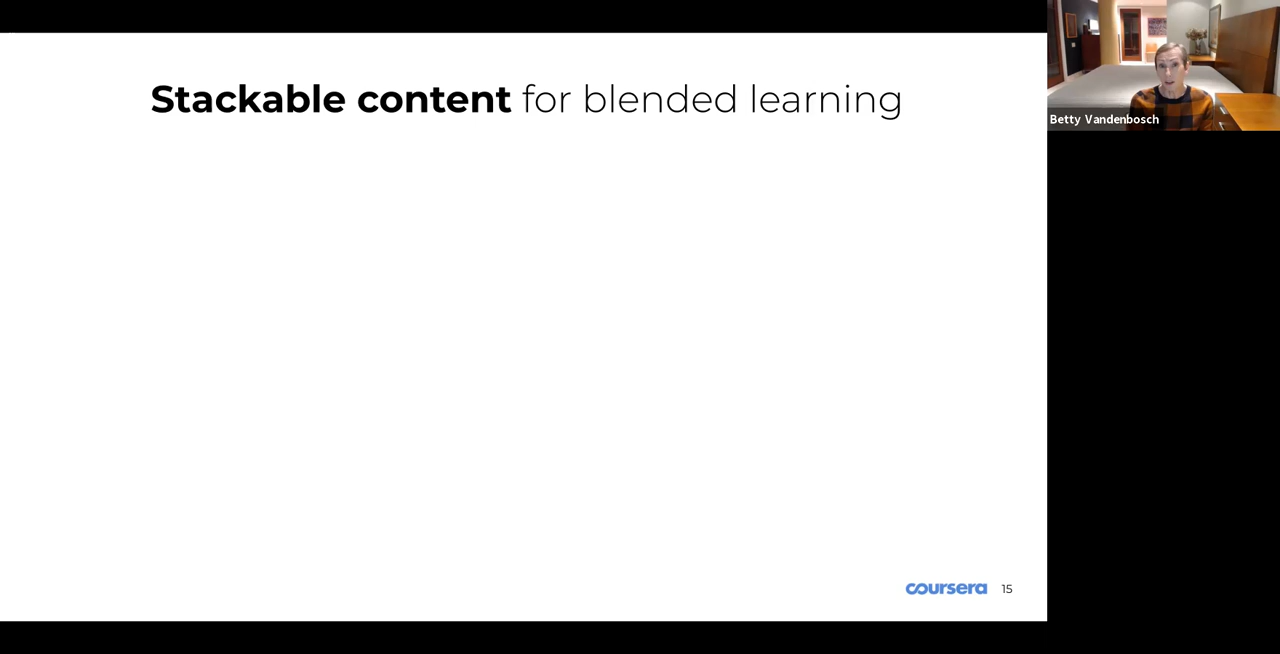 Stackable content for blended learning
Betty Vandenbosch
coursera 15